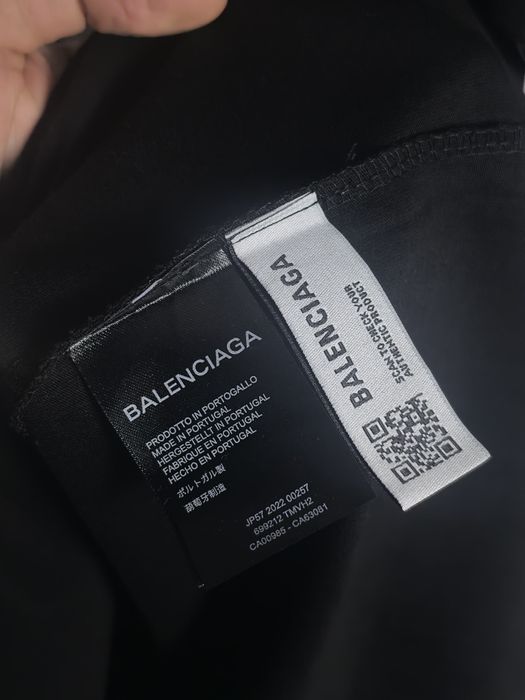 BALENCIAGA
PRODOTTO IN PORTOGALLO
MADE IN PORTUGAL
HERGESTELLT IN PORTUGAL
FABRIQUE EN PORTUGAL
HECHO EN PORTUGAL
ポルトガル製
葡萄牙制造
JP57 2022 00257
699212 TMVH2
CA00985 - CA63081
BALENCIAGA
SCAN TO CHECK YOUR
AUTHENTIC PRODUCT